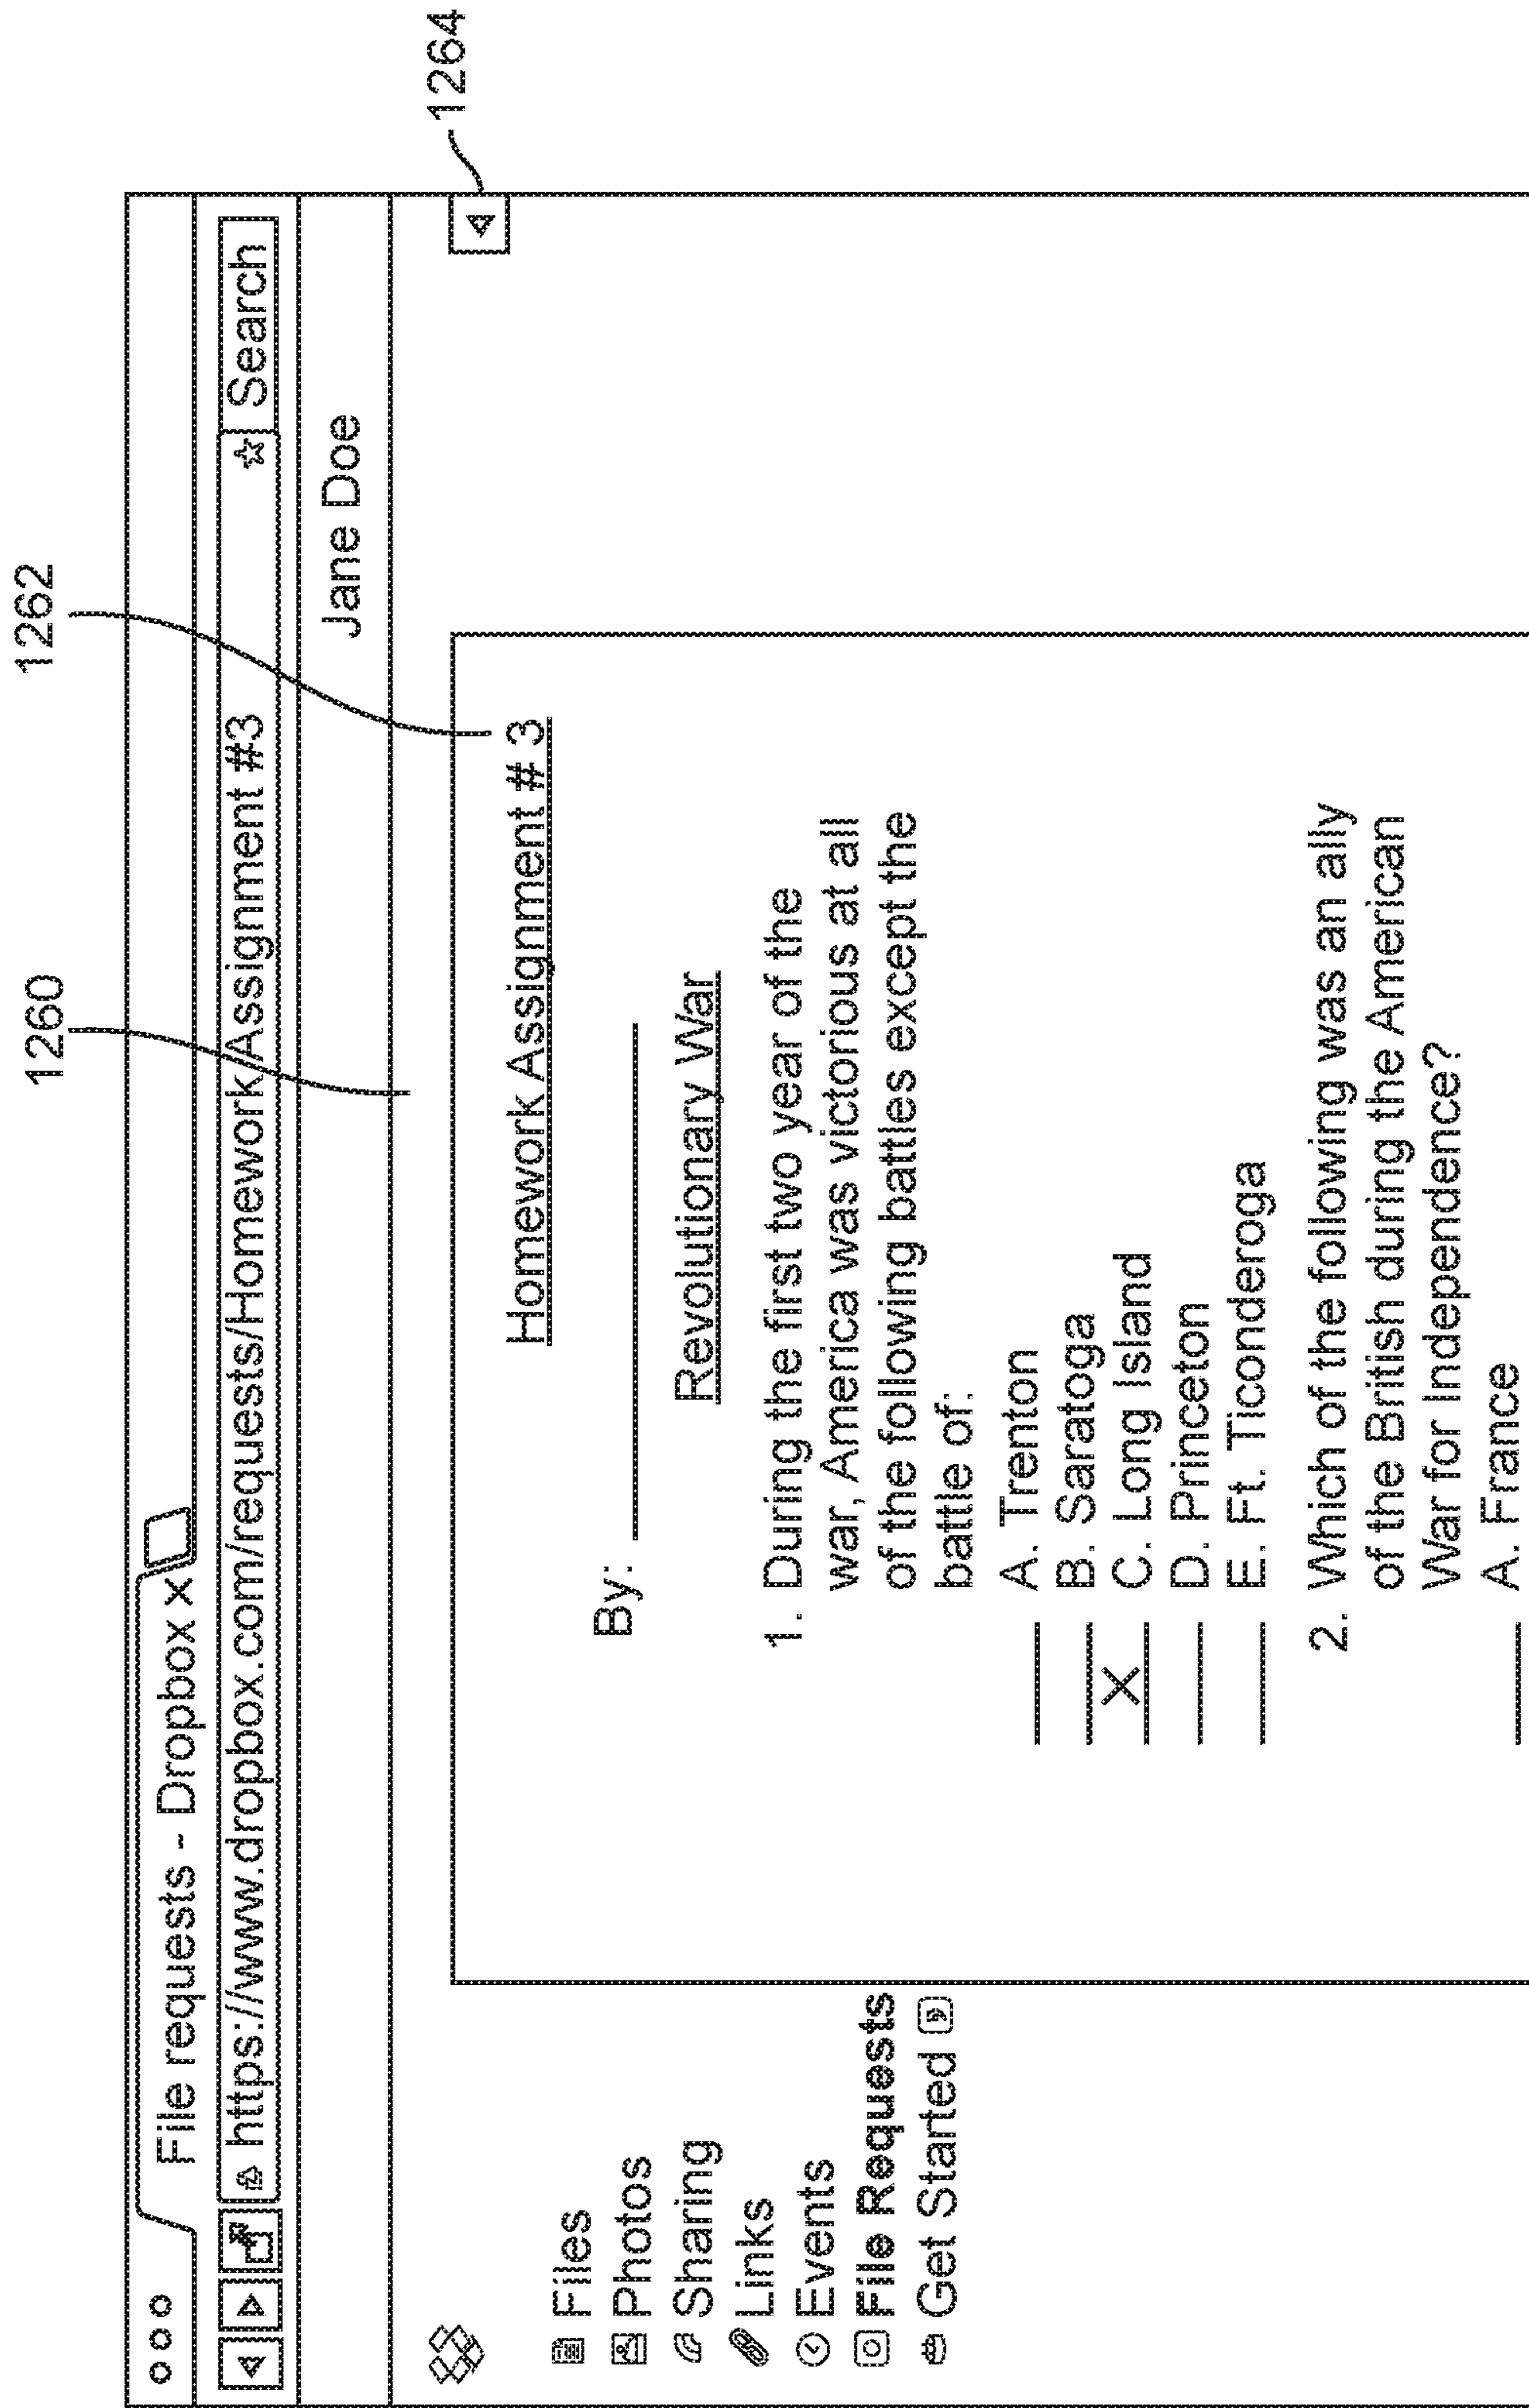 1260
1262
1264
File requests - Dropbox x
https://www.dropbox.com/requests/HomeworkAssignment #3
Search
Jane Doe
Files
Photos
Sharing
Links
Events
File Requests
Get Started
Homework Assignment # 3
By:
Revolutionary War
1. During the first two year of the
war, America was victorious at all
of the following battles except the
battle of:
A. Trenton
B. Saratoga
X C. Long Island
D. Princeton
E. Ft. Ticonderoga
2. Which of the following was an ally
of the British during the American
War for Independence?
A. France